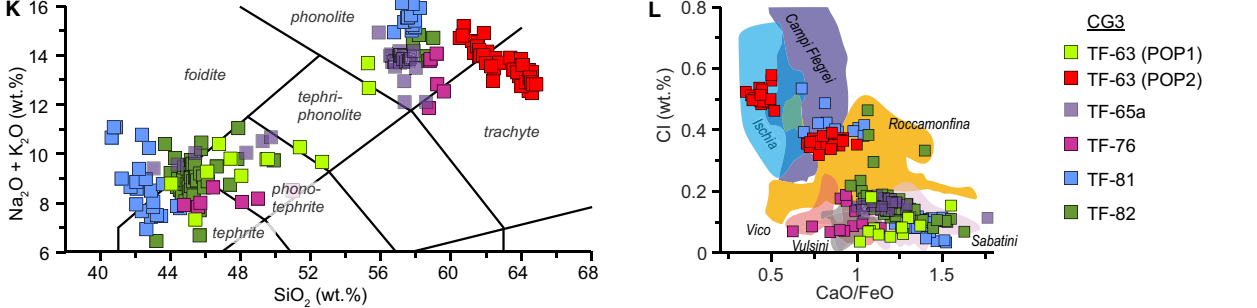 K
Na2O + K2O (wt.%)
16
14
12
10
8
6
40
44
48
52
56
60
64
68
SiO2 (wt.%)
phonolite
foidite
tephri-
phonolite
trachyte
phono-
tephrite
tephrite
L
Cl (wt.%)
0.8
0.6
0.4
0.2
0
0.5
1
1.5
CaO/FeO
Campi Flegrei
Ischia
Roccamonfina
Vico
Vulsini
Sabatini
CG3
TF-63 (POP1)
TF-63 (POP2)
TF-65a
TF-76
TF-81
TF-82